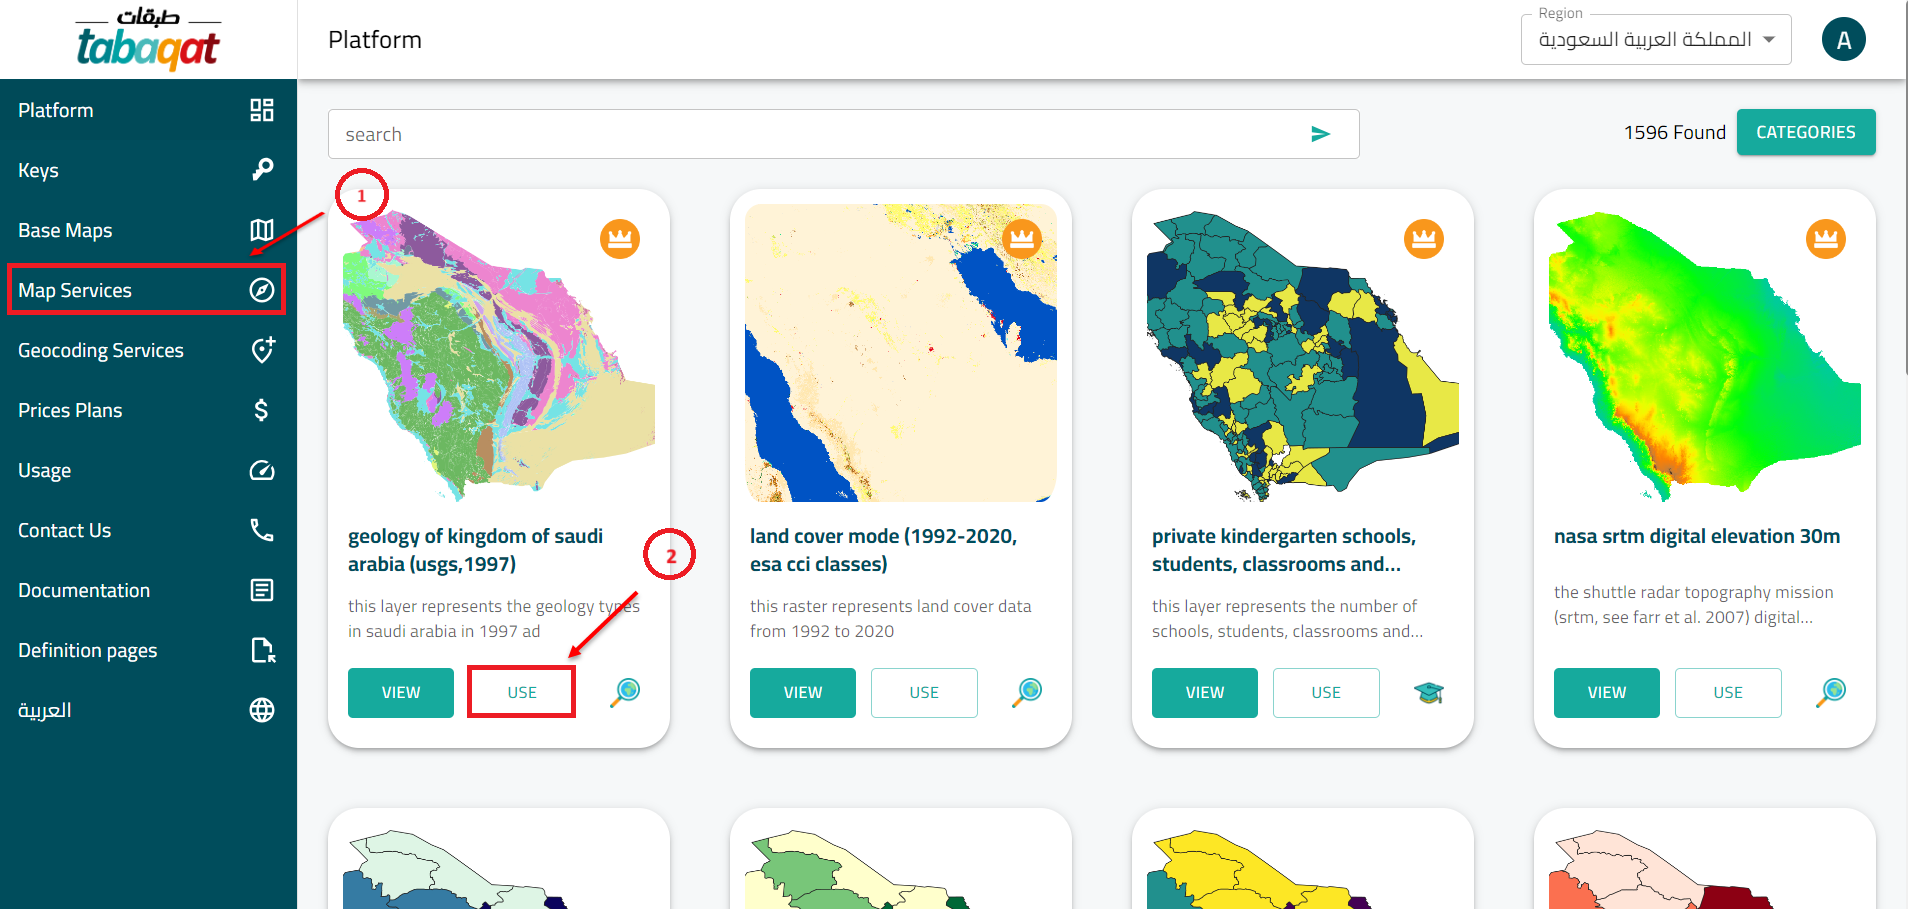 طبقات
tabaqat
Platform
Region
المملكة العربية السعودية
A
Platform
Keys
Base Maps
Map Services
Geocoding Services
Prices Plans
Usage
Contact Us
Documentation
Definition pages
العربية
search
1596 Found
CATEGORIES
1
geology of kingdom of saudi
arabia (usgs,1997)
this layer represents the geology types
in saudi arabia in 1997 ad
VIEW
USE
2
land cover mode (1992-2020,
esa cci classes)
this raster represents land cover data
from 1992 to 2020
VIEW
USE
private kindergarten schools,
students, classrooms and...
this layer represents the number of
schools, students, classrooms and...
VIEW
USE
nasa srtm digital elevation 30m
the shuttle radar topography mission
(srtm, see farr et al. 2007) digital...
VIEW
USE